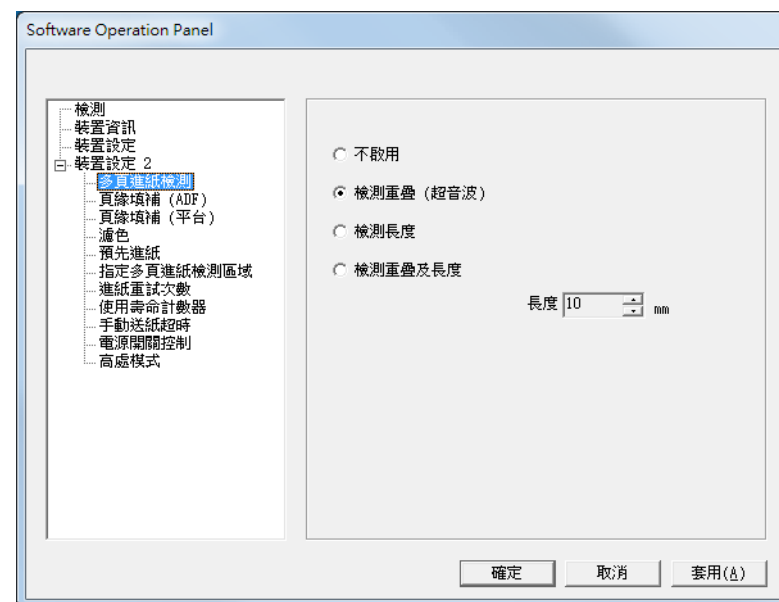 Software Operation Panel
檢測
裝置資訊
裝置設定
裝置設定 2
多頁進紙檢測
頁緣填補 (ADF)
頁緣填補 (平台)
濾色
預先進紙
指定多頁進紙檢測區域
進紙重試次數
使用壽命計數器
手動送紙超時
電源開關控制
高處模式
不啟用
檢測重疊 (超音波)
檢測長度
檢測重疊及長度
長度 10 mm
確定 取消 套用(A)